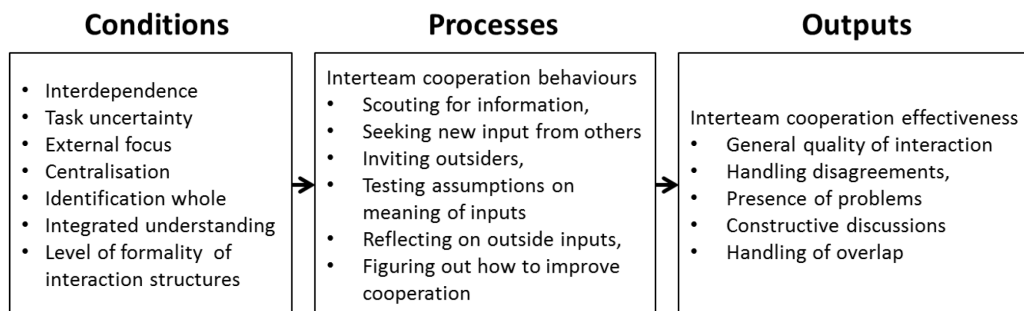 Conditions
Processes
Outputs
• Interdependence
• Task uncertainty
• External focus
• Centralisation
• Identification whole
• Integrated understanding
• Level of formality of
interaction structures
Interteam cooperation behaviours
• Scouting for information,
• Seeking new input from others
• Inviting outsiders,
• Testing assumptions on
meaning of inputs
• Reflecting on outside inputs,
• Figuring out how to improve
cooperation
Interteam cooperation effectiveness
• General quality of interaction
• Handling disagreements,
• Presence of problems
• Constructive discussions
• Handling of overlap